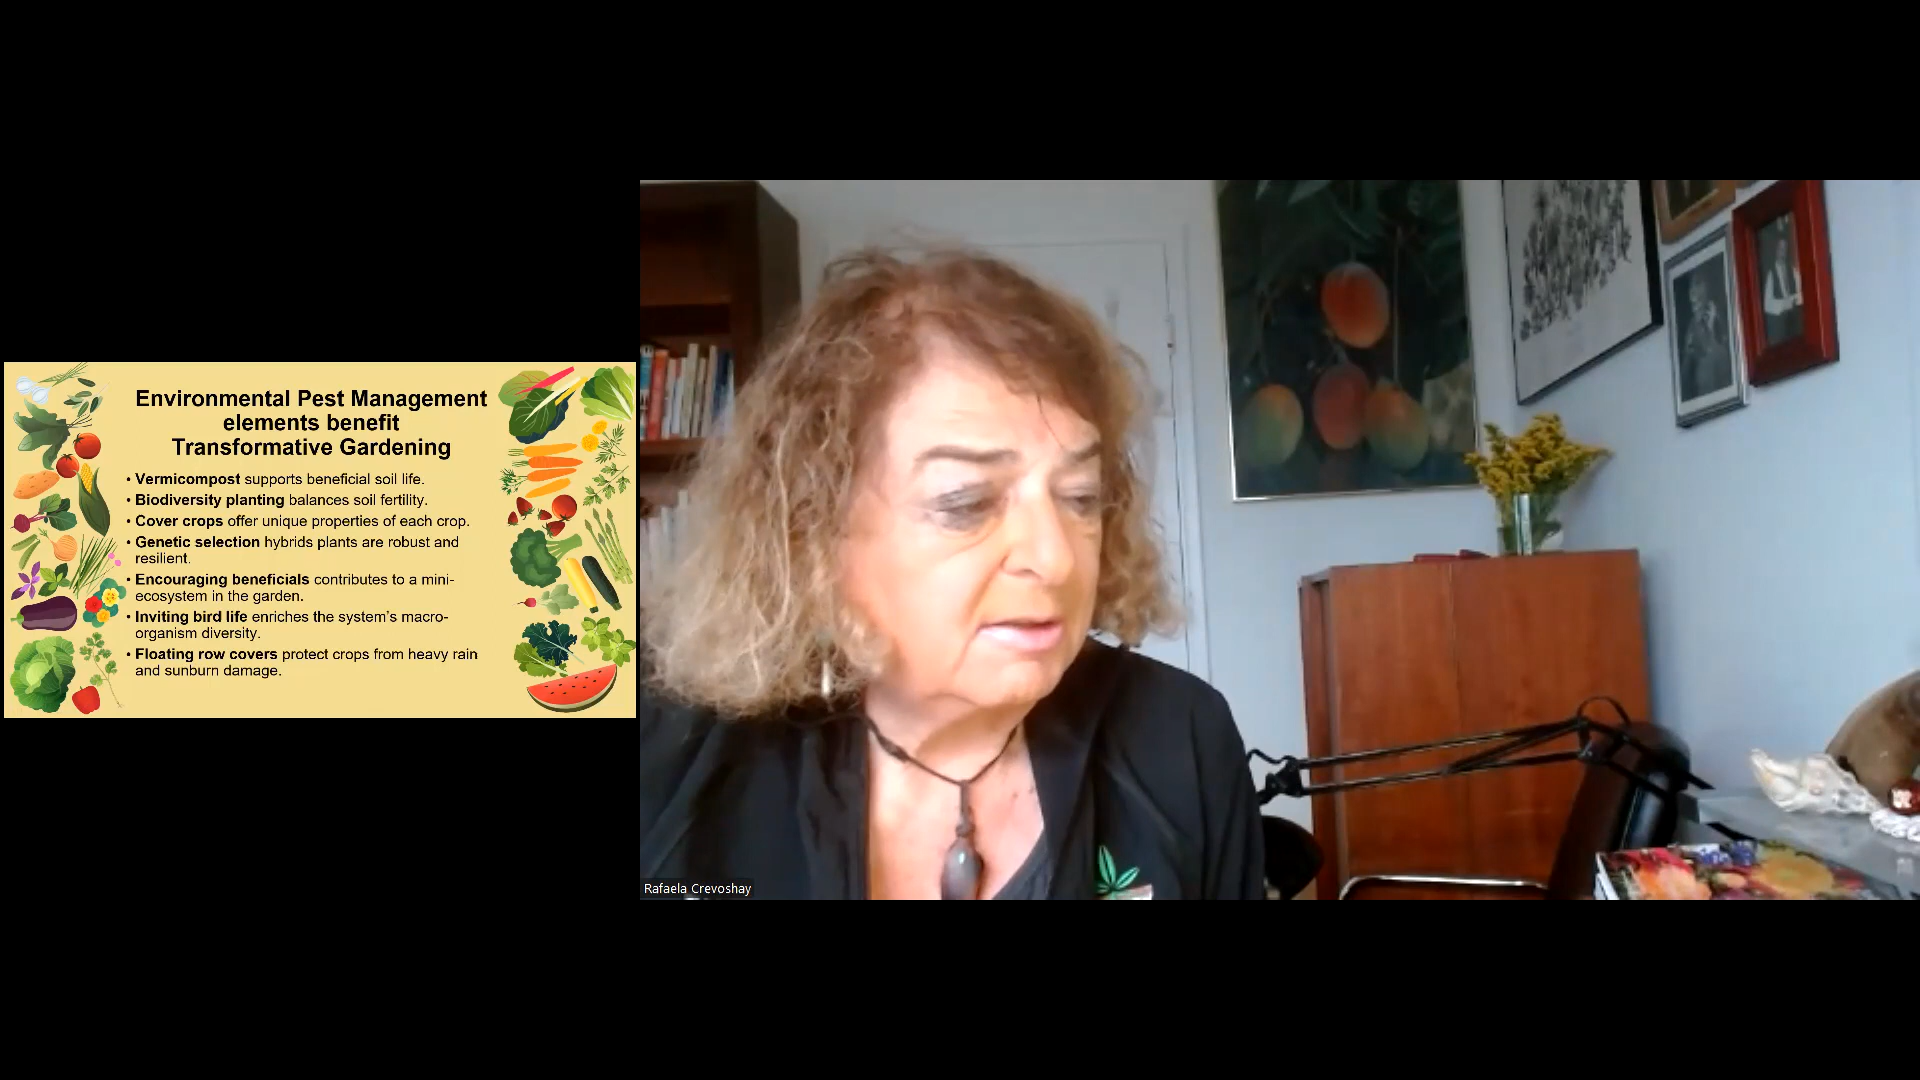 Environmental Pest Management
elements benefit
Transformative Gardening
• Vermicompost supports beneficial soil life.
• Biodiversity planting balances soil fertility.
• Cover crops offer unique properties of each crop.
• Genetic selection hybrids plants are robust and
resilient.
• Encouraging beneficials contributes to a mini-
ecosystem in the garden.
• Inviting bird life enriches the system's macro-
organism diversity.
• Floating row covers protect crops from heavy rain
and sunburn damage.
Rafaela Crevoshay